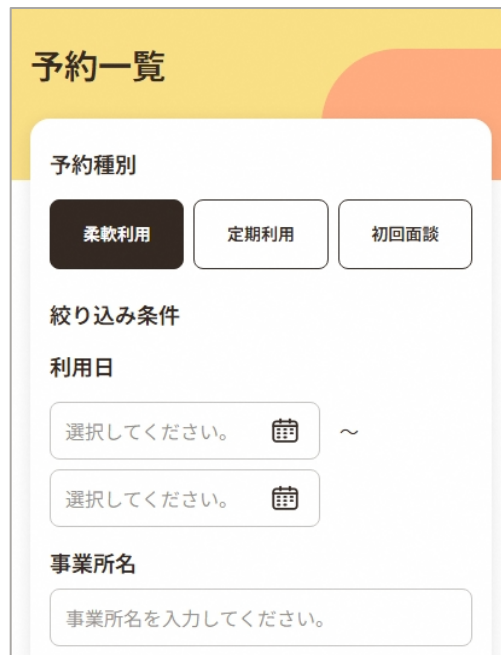 予約一覧
予約種別
柔軟利用 定期利用 初回面談
絞り込み条件
利用日
選択してください。 ～
選択してください。
事業所名
事業所名を入力してください。